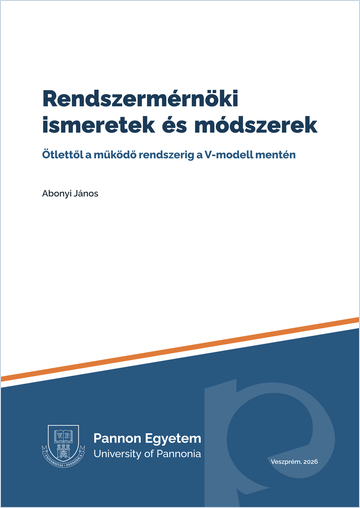 Rendszermérnöki
ismeretek és módszerek
Ötlettől a működő rendszerig a V-modell mentén
Abonyi János
Pannon Egyetem
University of Pannonia
Veszprém, 2026